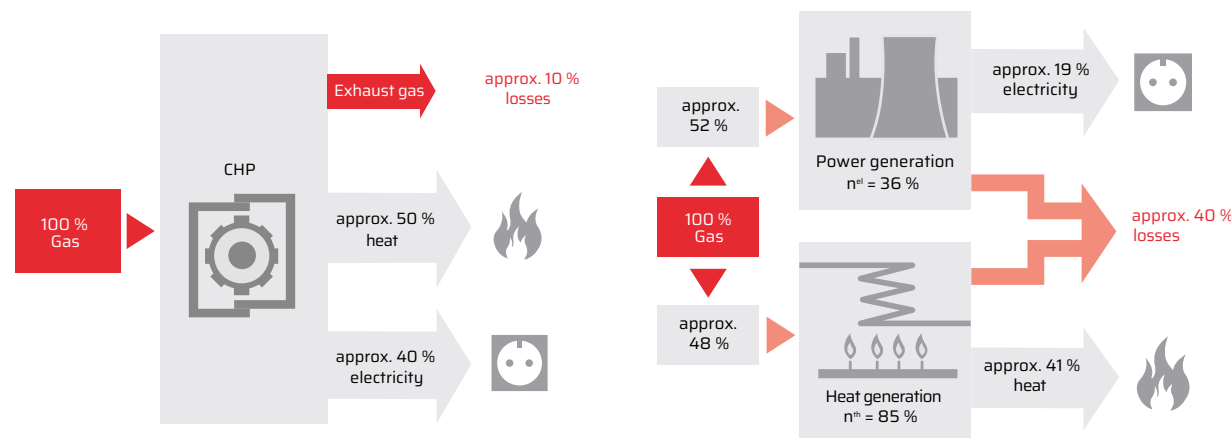 Exhaust gas
approx. 10 %
losses
CHP
100 %
Gas
approx. 50 %
heat
approx. 40 %
electricity
approx.
52 %
Power generation
nᵉˡ = 36 %
approx. 19 %
electricity
100 %
Gas
approx. 40 %
losses
approx.
48 %
Heat generation
nᵗʰ = 85 %
approx. 41 %
heat